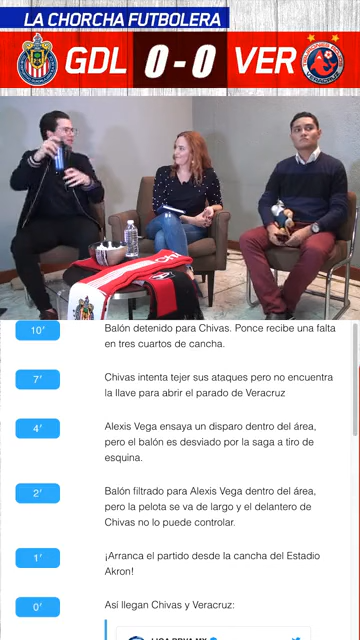 LA CHORCHA FUTBOLERA
GDL 0-0 VER
VERACRUZ
10’
Balón detenido para Chivas. Ponce recibe una falta
en tres cuartos de cancha.
7’
Chivas intenta tejer sus ataques pero no encuentra
la llave para abrir el parado de Veracruz
4’
Alexis Vega ensaya un disparo dentro del área,
pero el balón es desviado por la saga a tiro de
esquina.
2’
Balón filtrado para Alexis Vega dentro del área,
pero la pelota se va de largo y el delantero de
Chivas no lo puede controlar.
1’
¡Arranca el partido desde la cancha del Estadio
Akron!
0’
Así llegan Chivas y Veracruz:
LIGA BBVA MX